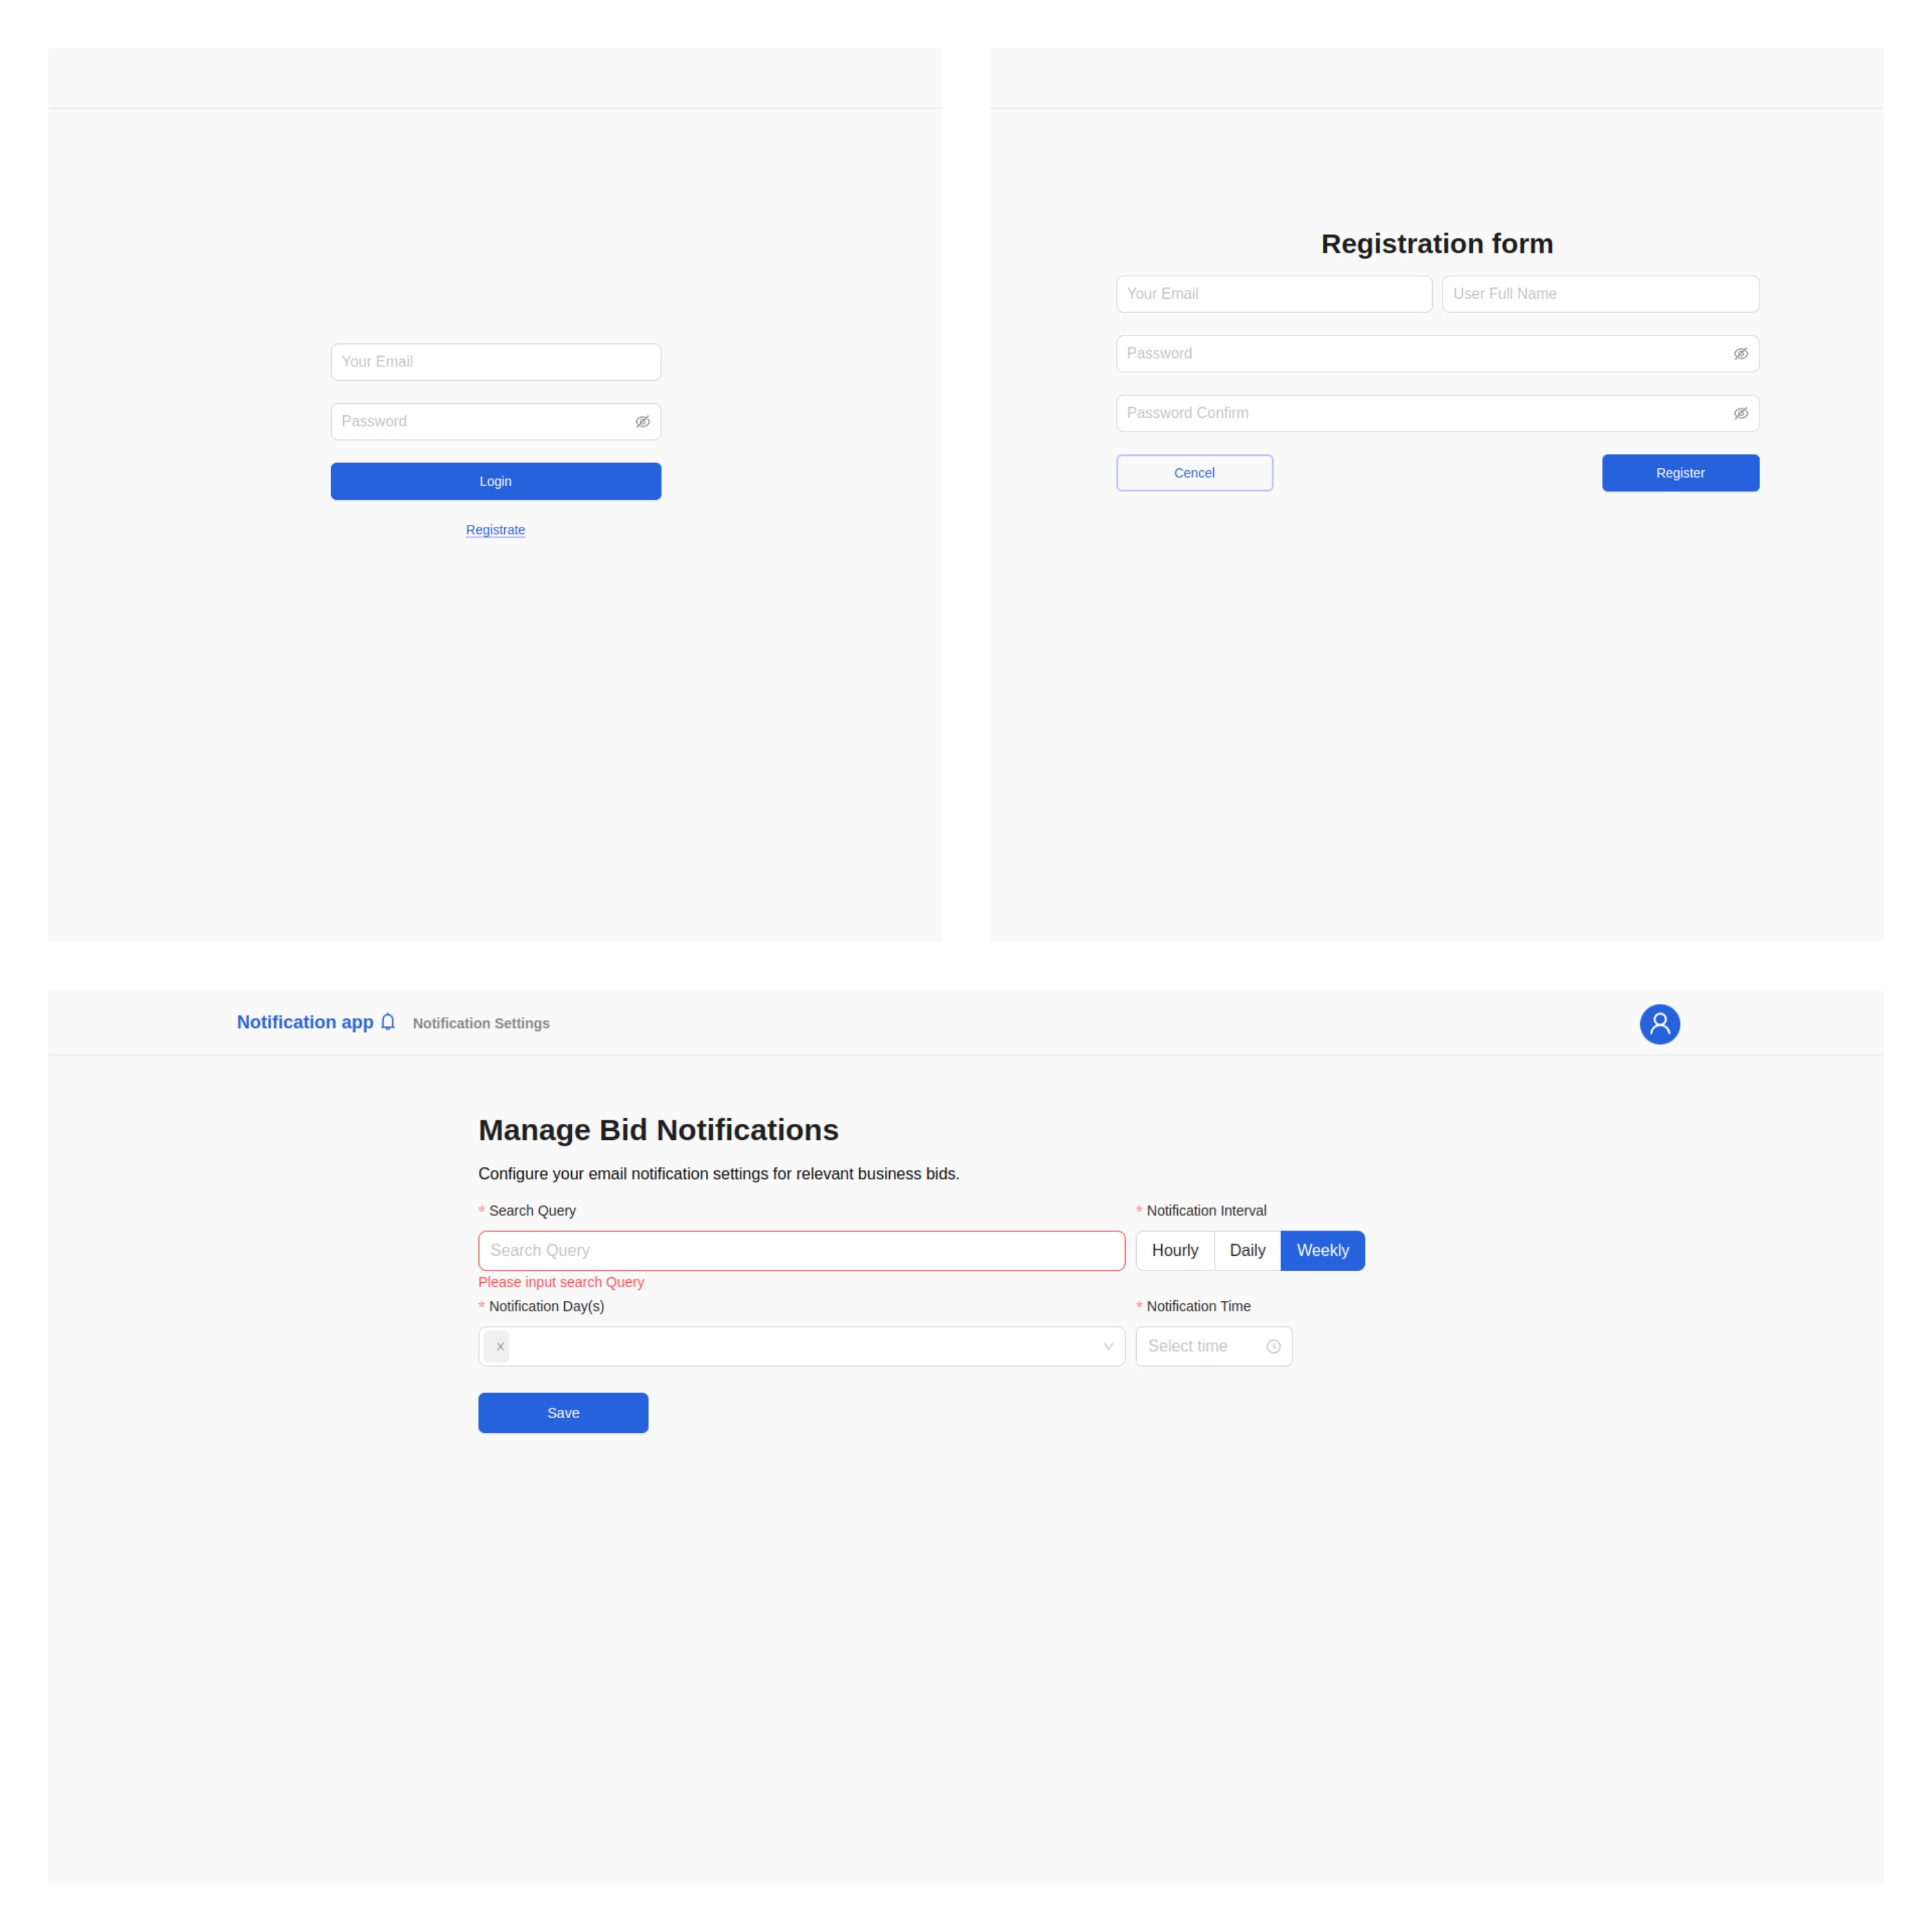 Your Email
Password
Login
Registrate
Registration form
Your Email User Full Name
Password
Password Confirm
Cencel Register
Notification app Notification Settings
Manage Bid Notifications
Configure your email notification settings for relevant business bids.
* Search Query * Notification Interval
Search Query Hourly Daily Weekly
Please input search Query
* Notification Day(s) * Notification Time
Select time
Save